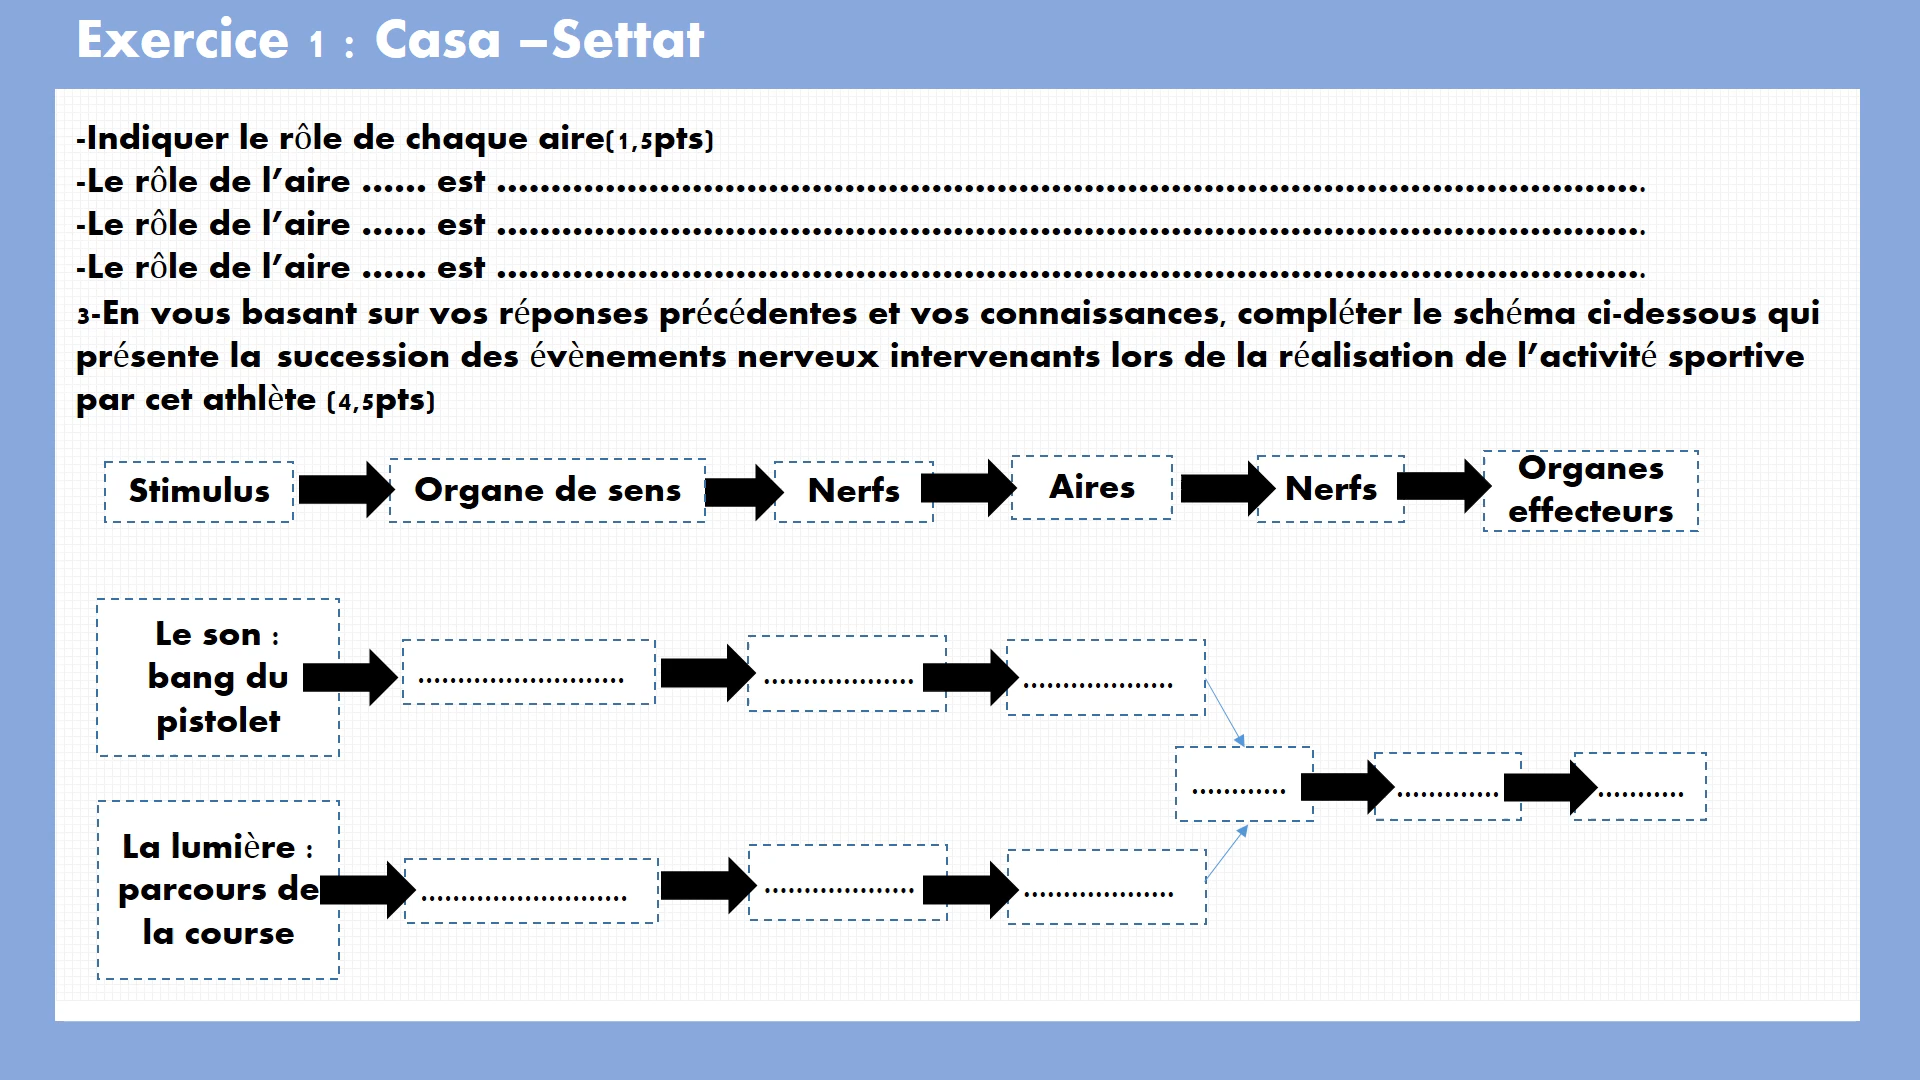 Exercice 1 : Casa –Settat
-Indiquer le rôle de chaque aire(1,5pts)
-Le rôle de l’aire …… est ……………………………………………………………………………………………….
-Le rôle de l’aire …… est ……………………………………………………………………………………………….
-Le rôle de l’aire …… est ……………………………………………………………………………………………….
3-En vous basant sur vos réponses précédentes et vos connaissances, compléter le schéma ci-dessous qui
présente la succession des évènements nerveux intervenants lors de la réalisation de l’activité sportive
par cet athlète (4,5pts)
Stimulus
Organe de sens
Nerfs
Aires
Nerfs
Organes
effecteurs
Le son :
bang du
pistolet
……………………..
……………….
……………….
…………
………….
………..
La lumière :
parcours de
la course
……………………..
……………….
……………….